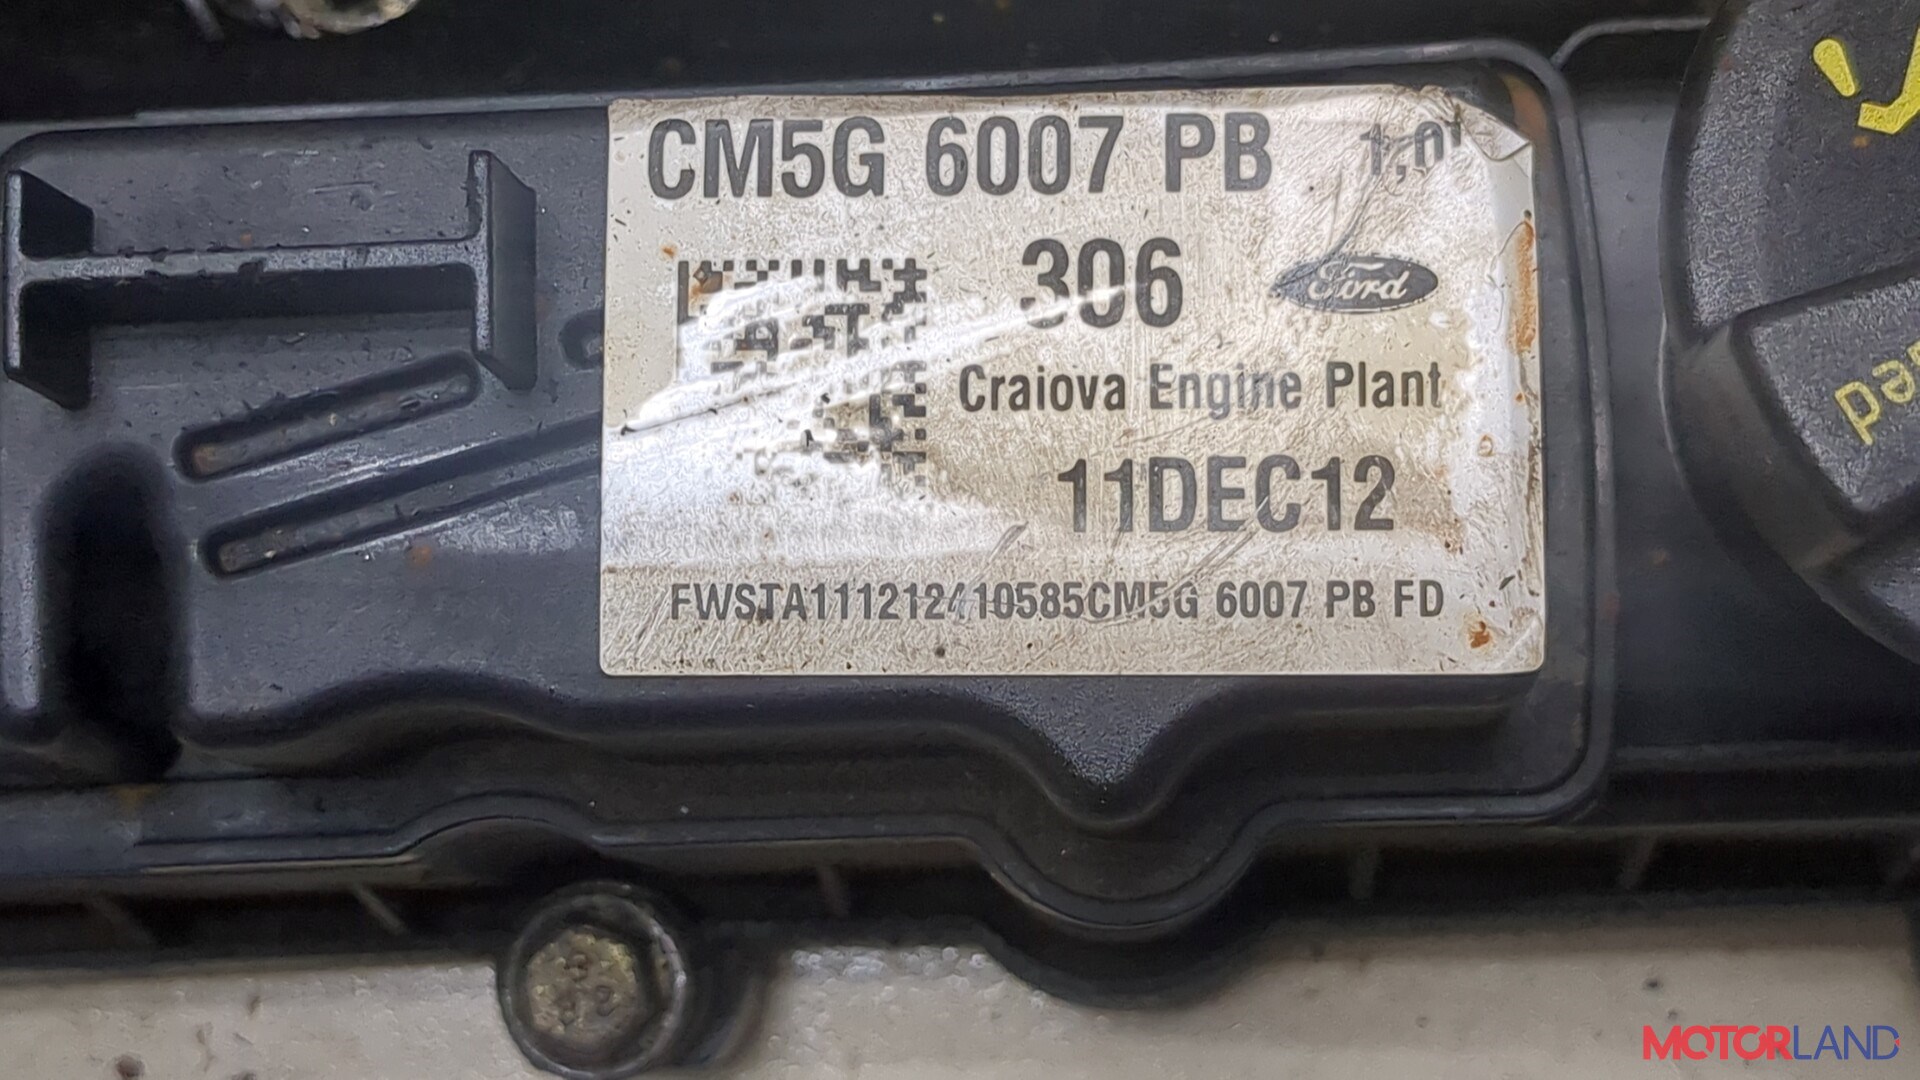 CM5G 6007 PB 1,0
306
Ford
Craiova Engine Plant
11DEC12
FWSTA111212410585CM5G 6007 PB FD
MOTORLAND